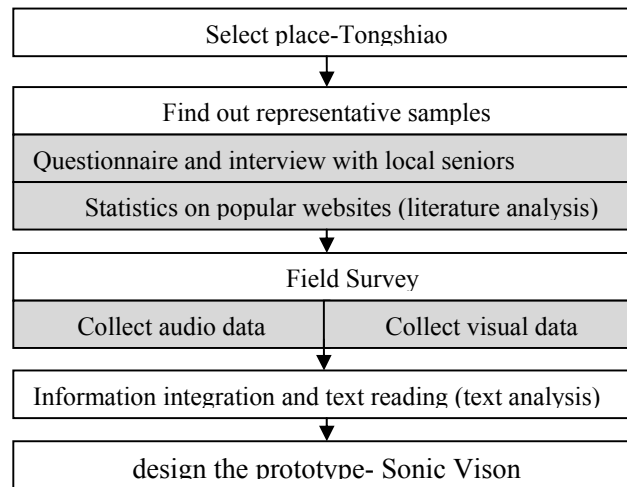 Select place-Tongshiao
Find out representative samples
Questionnaire and interview with local seniors
Statistics on popular websites (literature analysis)
Field Survey
Collect audio data
Collect visual data
Information integration and text reading (text analysis)
design the prototype- Sonic Vison